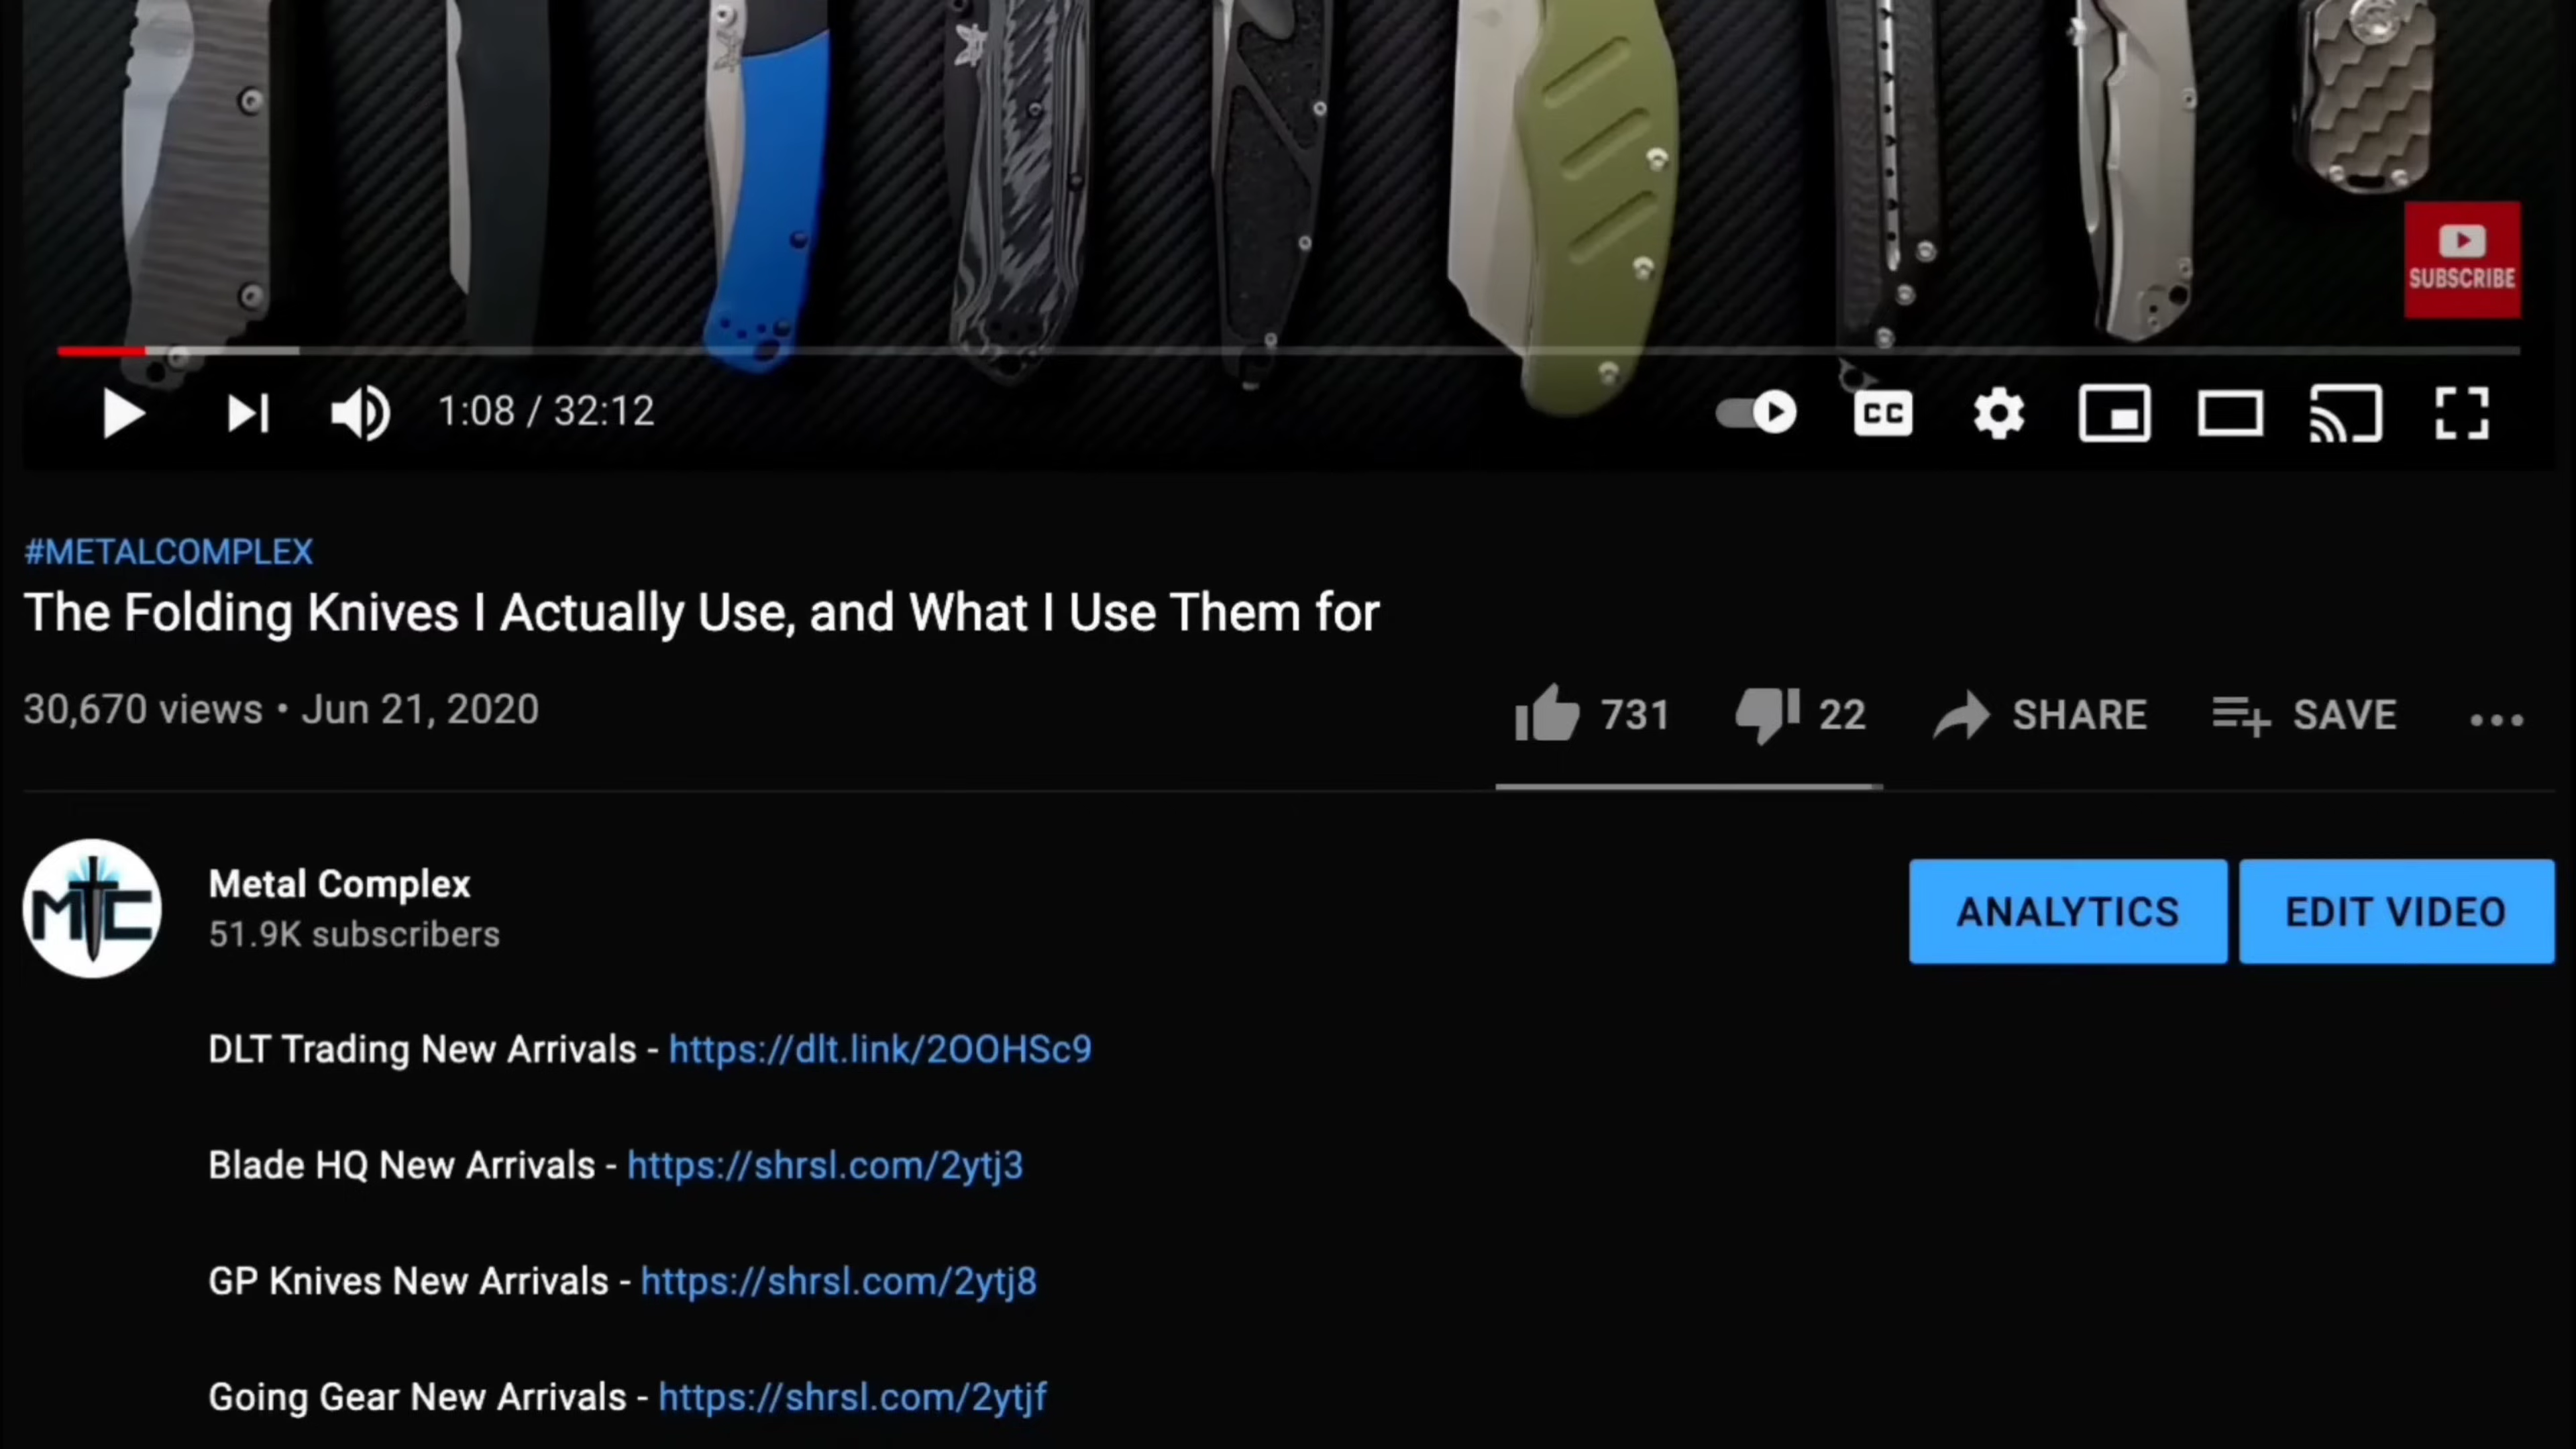 SUBSCRIBE
1:08 / 32:12
CC
#METALCOMPLEX
The Folding Knives I Actually Use, and What I Use Them for
30,670 views • Jun 21, 2020
731
22
SHARE
SAVE
MTC
Metal Complex
51.9K subscribers
ANALYTICS
EDIT VIDEO
DLT Trading New Arrivals - https://dlt.link/2OOHSc9
Blade HQ New Arrivals - https://shrsl.com/2ytj3
GP Knives New Arrivals - https://shrsl.com/2ytj8
Going Gear New Arrivals - https://shrsl.com/2ytjf